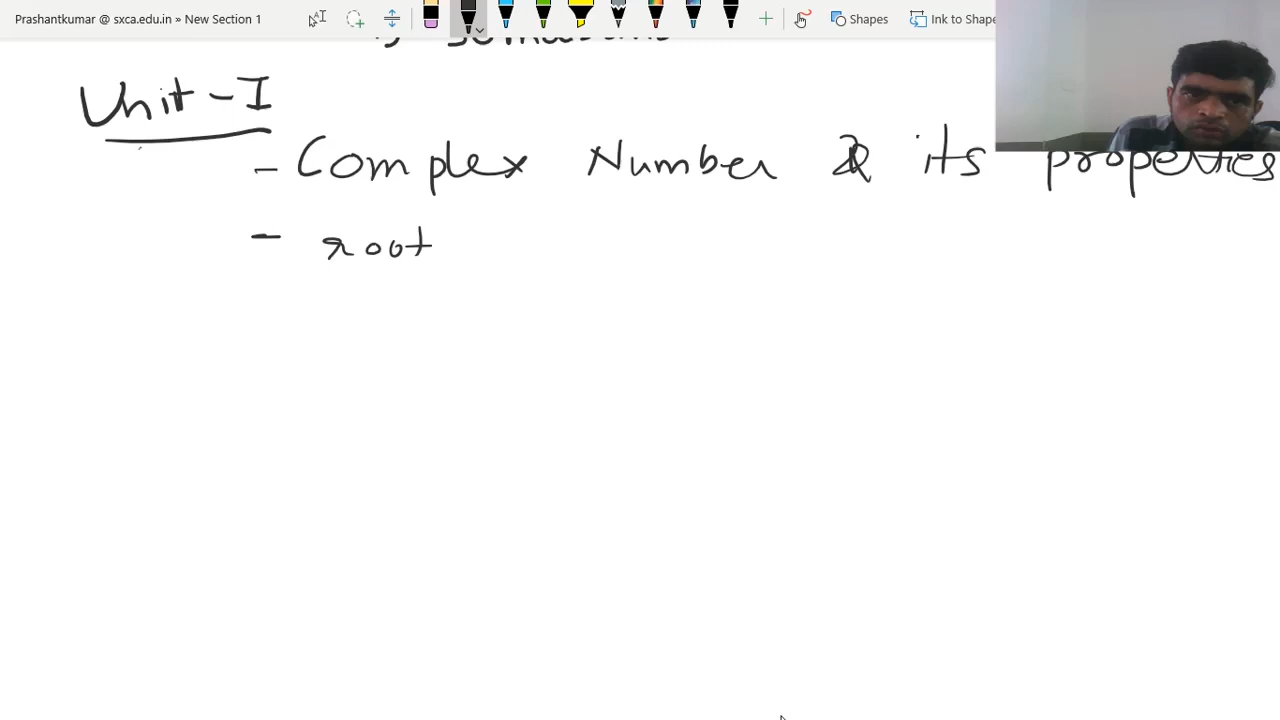 Prashantkumar @ sxca.edu.in » New Section 1
Shapes
Ink to Shape
Unit - I
- Complex Number & its properties
- root